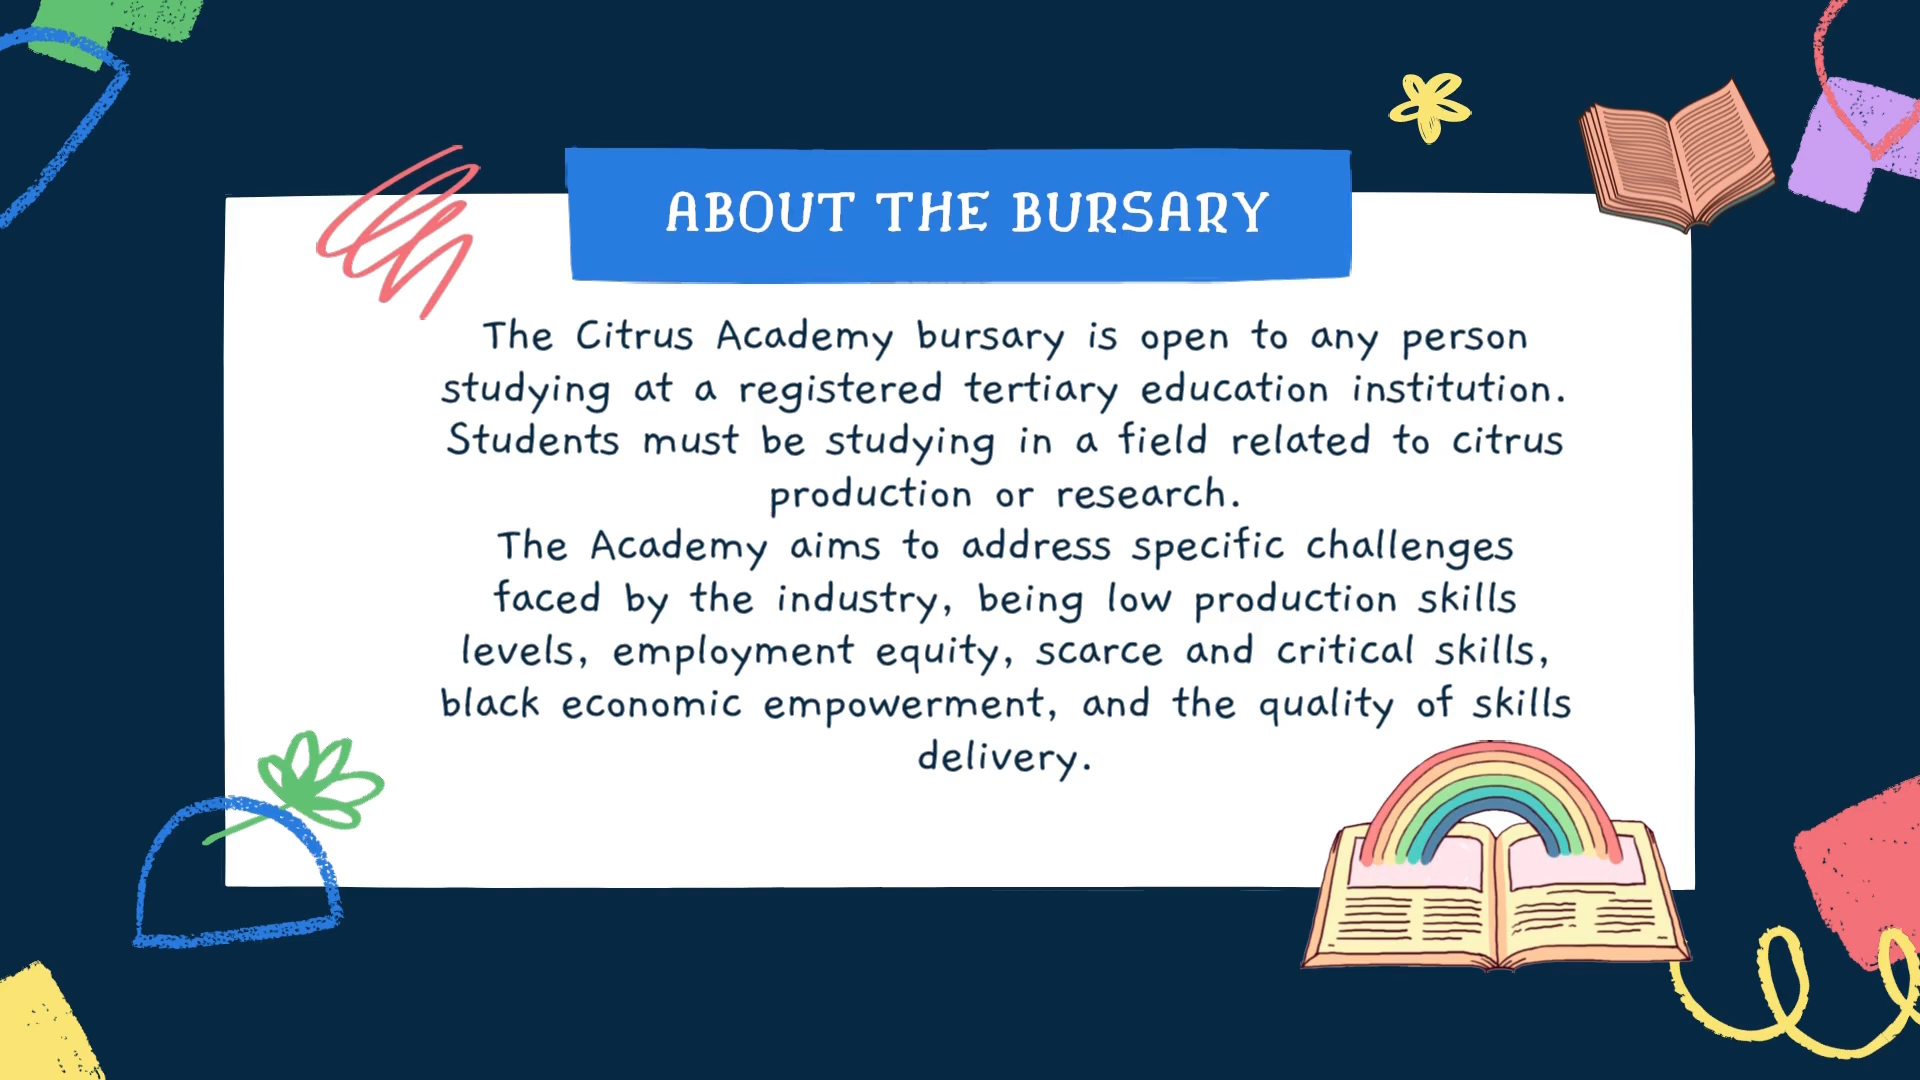 ABOUT THE BURSARY
The Citrus Academy bursary is open to any person
studying at a registered tertiary education institution.
Students must be studying in a field related to citrus
production or research.
The Academy aims to address specific challenges
faced by the industry, being low production skills
levels, employment equity, scarce and critical skills,
black economic empowerment, and the quality of skills
delivery.